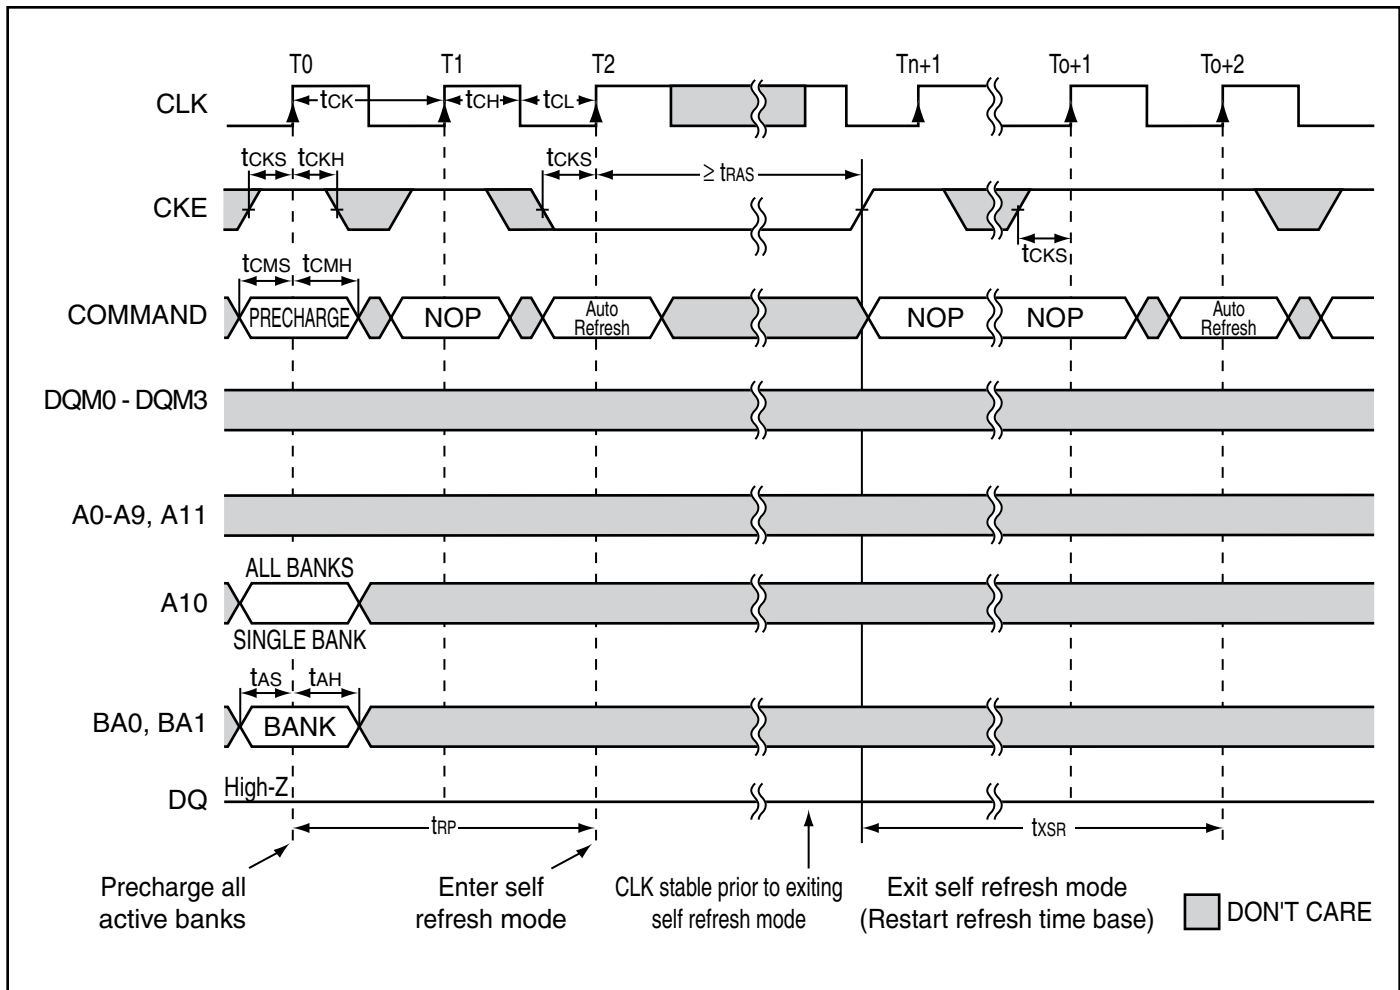 T0 T1 T2 Tn+1 To+1 To+2
CLK
tCK tCH tCL
tCKS tCKH tCKS ≥ tRAS
CKE
tCKS
tCMS tCMH
COMMAND PRECHARGE NOP Auto Refresh NOP NOP Auto Refresh
DQM0 - DQM3
A0-A9, A11
ALL BANKS
A10
SINGLE BANK
tAS tAH
BA0, BA1 BANK
DQ High-Z
tRP tXSR
Precharge all
active banks
Enter self
refresh mode
CLK stable prior to exiting
self refresh mode
Exit self refresh mode
(Restart refresh time base)
DON'T CARE